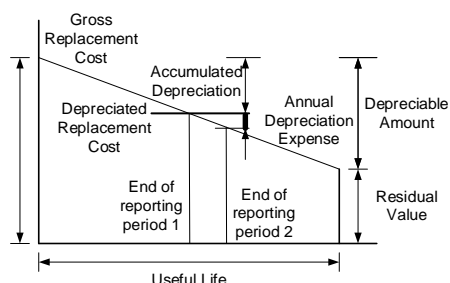 Gross
Replacement
Cost
Accumulated
Depreciation
Depreciated
Replacement
Cost
Annual
Depreciation
Expense
Depreciable
Amount
End of
reporting
period 1
End of
reporting
period 2
Residual
Value
Useful Life